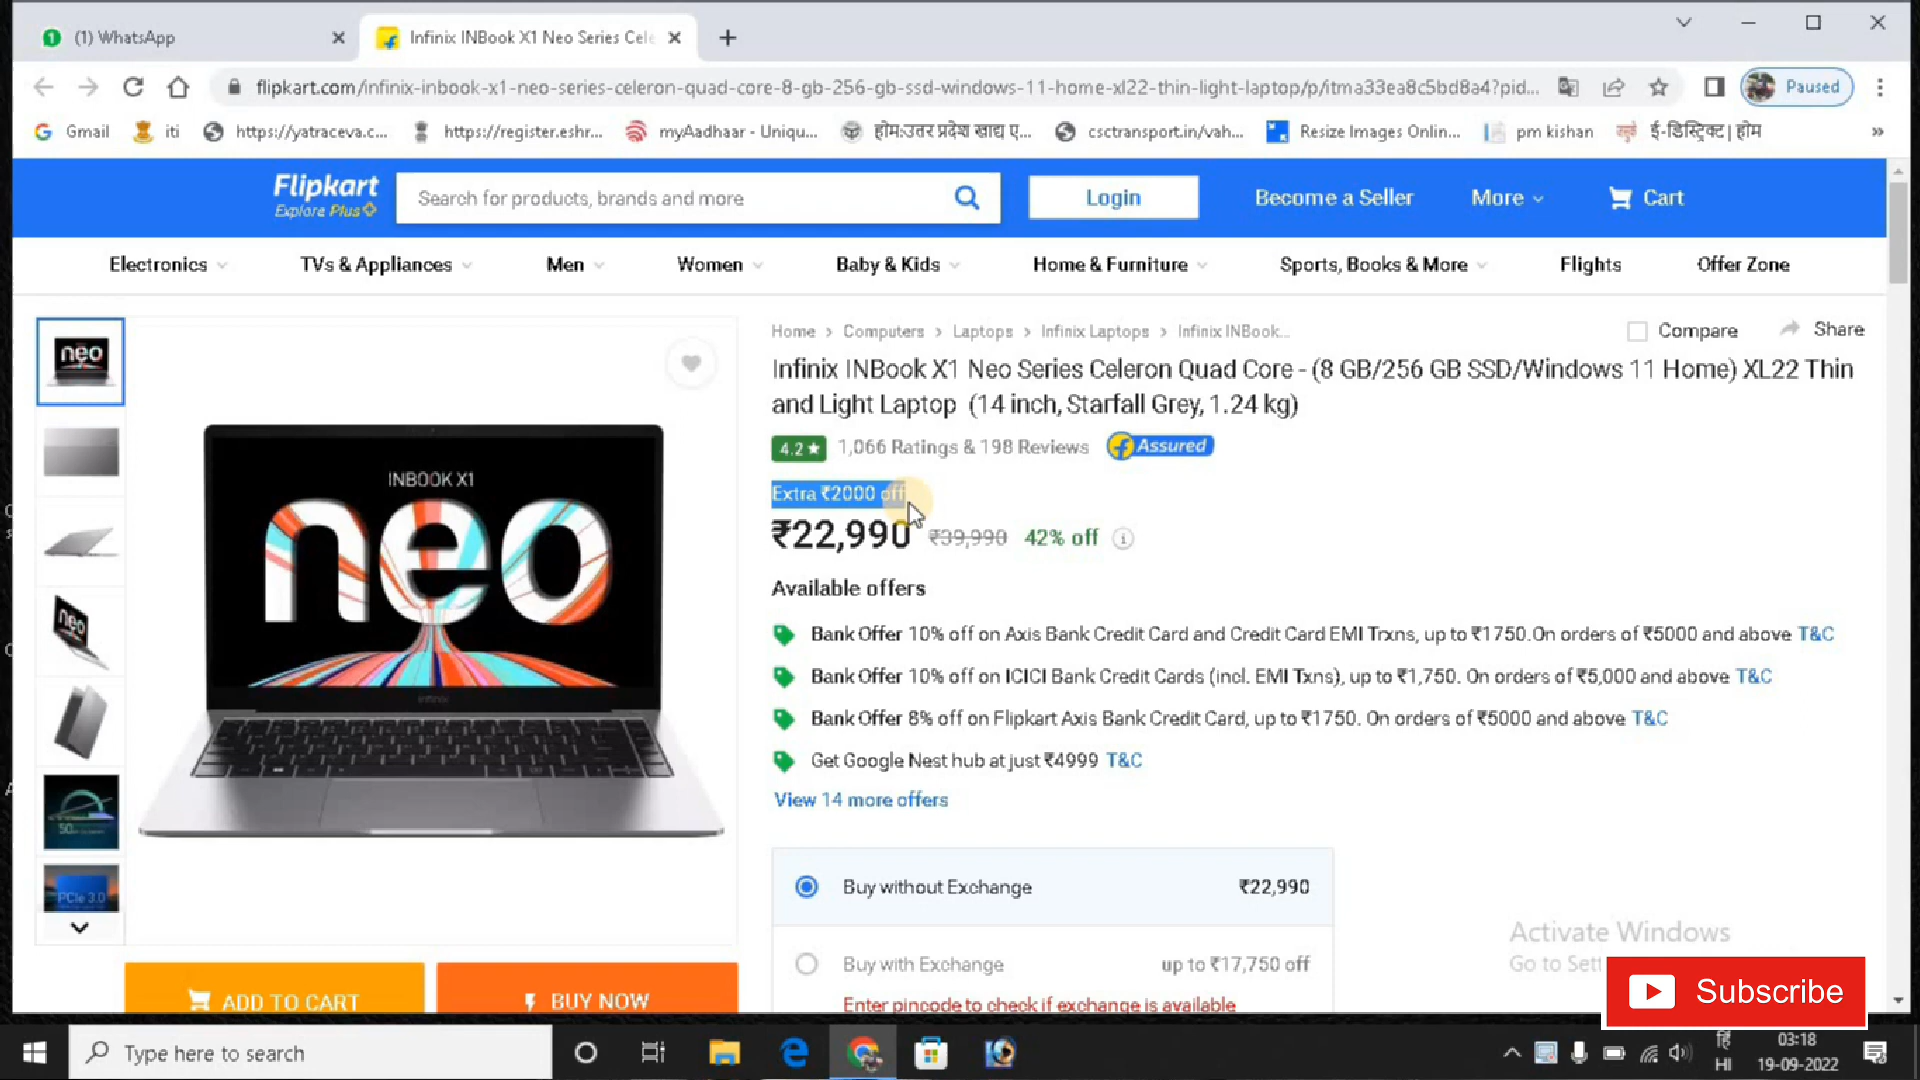 (1) WhatsApp
Infinix INBook X1 Neo Series Cele
flipkart.com/infinix-inbook-x1-neo-series-celeron-quad-core-8-gb-256-gb-ssd-windows-11-home-xl22-thin-light-laptop/p/itma33ea8c5bd8a4?pid...
Paused
Gmail iti https://yatraceva.c... https://register.eshr... myAadhaar - Uniqu... होम:उत्तर प्रदेश खाद्य ए... csctransport.in/vah... Resize Images Onlin... pm kishan ई-डिस्ट्रिक्ट | होम »
Flipkart
Explore Plus
Search for products, brands and more
Login
Become a Seller
More
Cart
Electronics TVs & Appliances Men Women Baby & Kids Home & Furniture Sports, Books & More Flights Offer Zone
Home > Computers > Laptops > Infinix Laptops > Infinix INBook...
Compare
Share
Infinix INBook X1 Neo Series Celeron Quad Core - (8 GB/256 GB SSD/Windows 11 Home) XL22 Thin
and Light Laptop (14 inch, Starfall Grey, 1.24 kg)
4.2★ 1,066 Ratings & 198 Reviews Assured
Extra ₹2000 off
₹22,990 ₹39,990 42% off
Available offers
Bank Offer 10% off on Axis Bank Credit Card and Credit Card EMI Trxns, up to ₹1750.On orders of ₹5000 and above T&C
Bank Offer 10% off on ICICI Bank Credit Cards (incl. EMI Txns), up to ₹1,750. On orders of ₹5,000 and above T&C
Bank Offer 8% off on Flipkart Axis Bank Credit Card, up to ₹1750. On orders of ₹5000 and above T&C
Get Google Nest hub at just ₹4999 T&C
View 14 more offers
Buy without Exchange ₹22,990
Buy with Exchange up to ₹17,750 off
Enter pincode to check if exchange is available
neo
INBOOK X1
neo
Infinix
neo
50
PCIe 3.0
ADD TO CART
BUY NOW
Activate Windows
Go to Sett
Subscribe
Type here to search
हिं
HI
03:18
19-09-2022